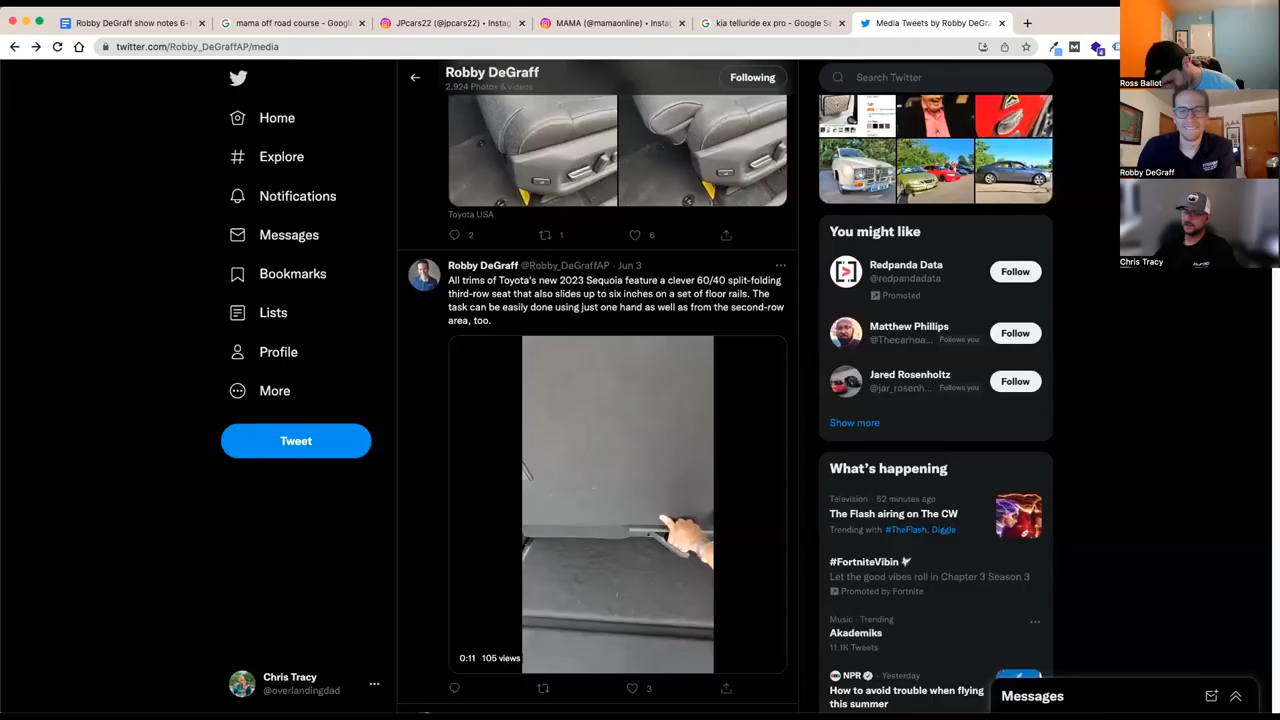 Robby DeGraff show notes 6-1
mama off road course - Google
JPcars22 (@jpcars22) • Instag
MAMA (@mamaonline) • Instag
kia telluride ex pro - Google Se
Media Tweets by Robby DeGra
twitter.com/Robby_DeGraffAP/media
Home
Explore
Notifications
Messages
Bookmarks
Lists
Profile
More
Tweet
Chris Tracy
@overlandingdad
Robby DeGraff
2,924 Photos & videos
Following
Toyota USA
2
1
6
Robby DeGraff @Robby_DeGraffAP · Jun 3
All trims of Toyota's new 2023 Sequoia feature a clever 60/40 split-folding
third-row seat that also slides up to six inches on a set of floor rails. The
task can be easily done using just one hand as well as from the second-row
area, too.
0:11 105 views
3
Search Twitter
You might like
Redpanda Data
@redpandadata
Promoted
Follow
Matthew Phillips
@Thecarhoa... Follows you
Follow
Jared Rosenholtz
@jar_rosenh... Follows you
Follow
Show more
What's happening
Television · 52 minutes ago
The Flash airing on The CW
Trending with #TheFlash, Diggle
#FortniteVibin
Let the good vibes roll in Chapter 3 Season 3
Promoted by Fortnite
Music · Trending
Akademiks
11.1K Tweets
NPR · Yesterday
How to avoid trouble when flying
this summer
Messages
Ross Ballot
Robby DeGraff
Chris Tracy